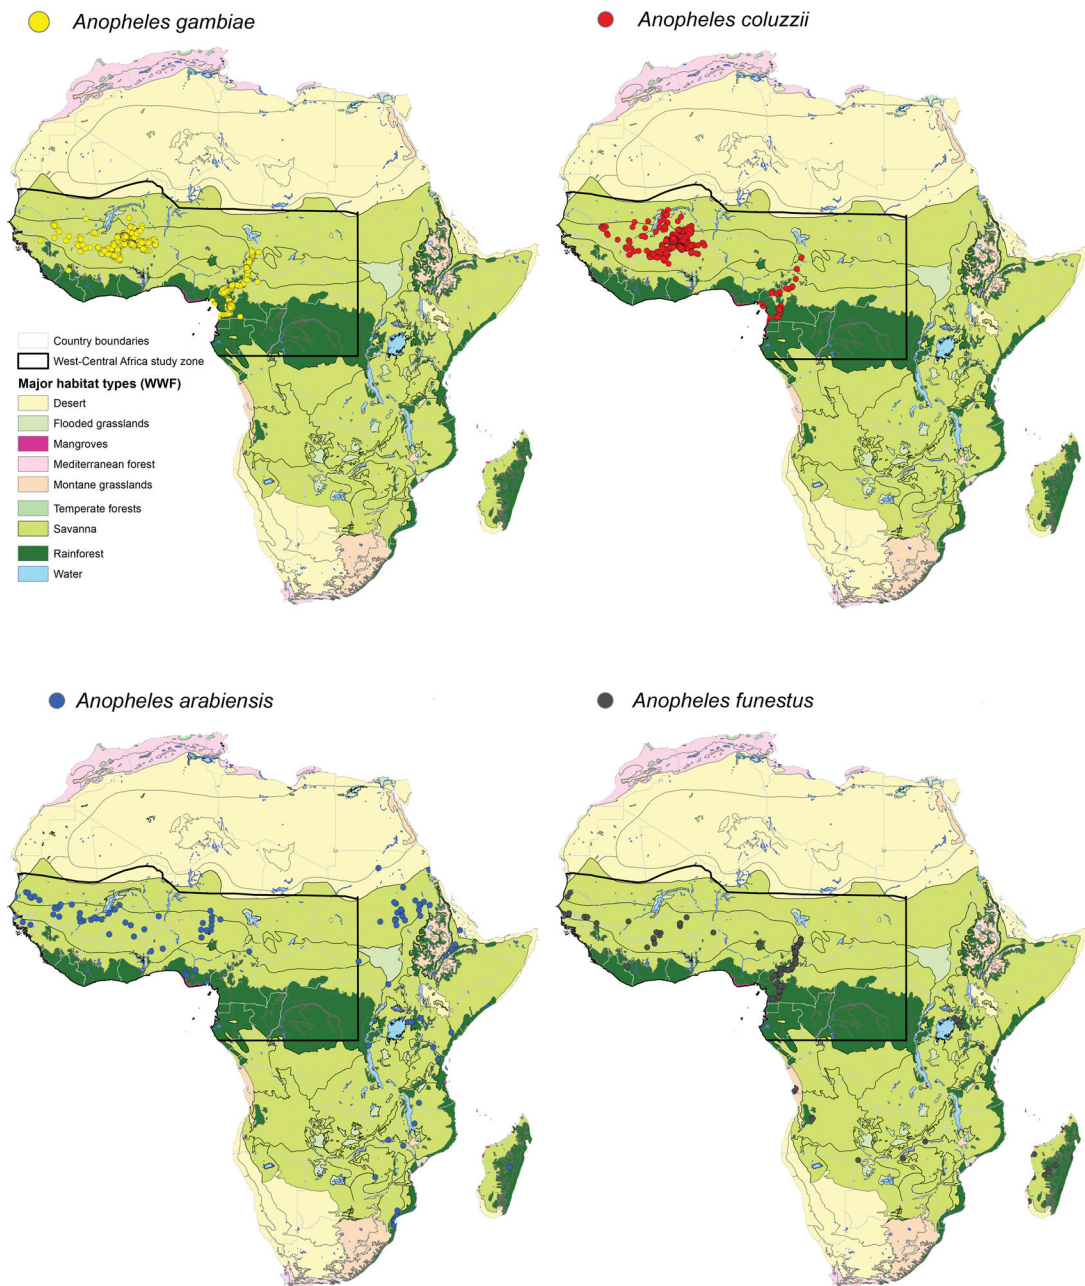 Anopheles gambiae
Anopheles coluzzii
Country boundaries
West-Central Africa study zone
Major habitat types (WWF)
Desert
Flooded grasslands
Mangroves
Mediterranean forest
Montane grasslands
Temperate forests
Savanna
Rainforest
Water
Anopheles arabiensis
Anopheles funestus